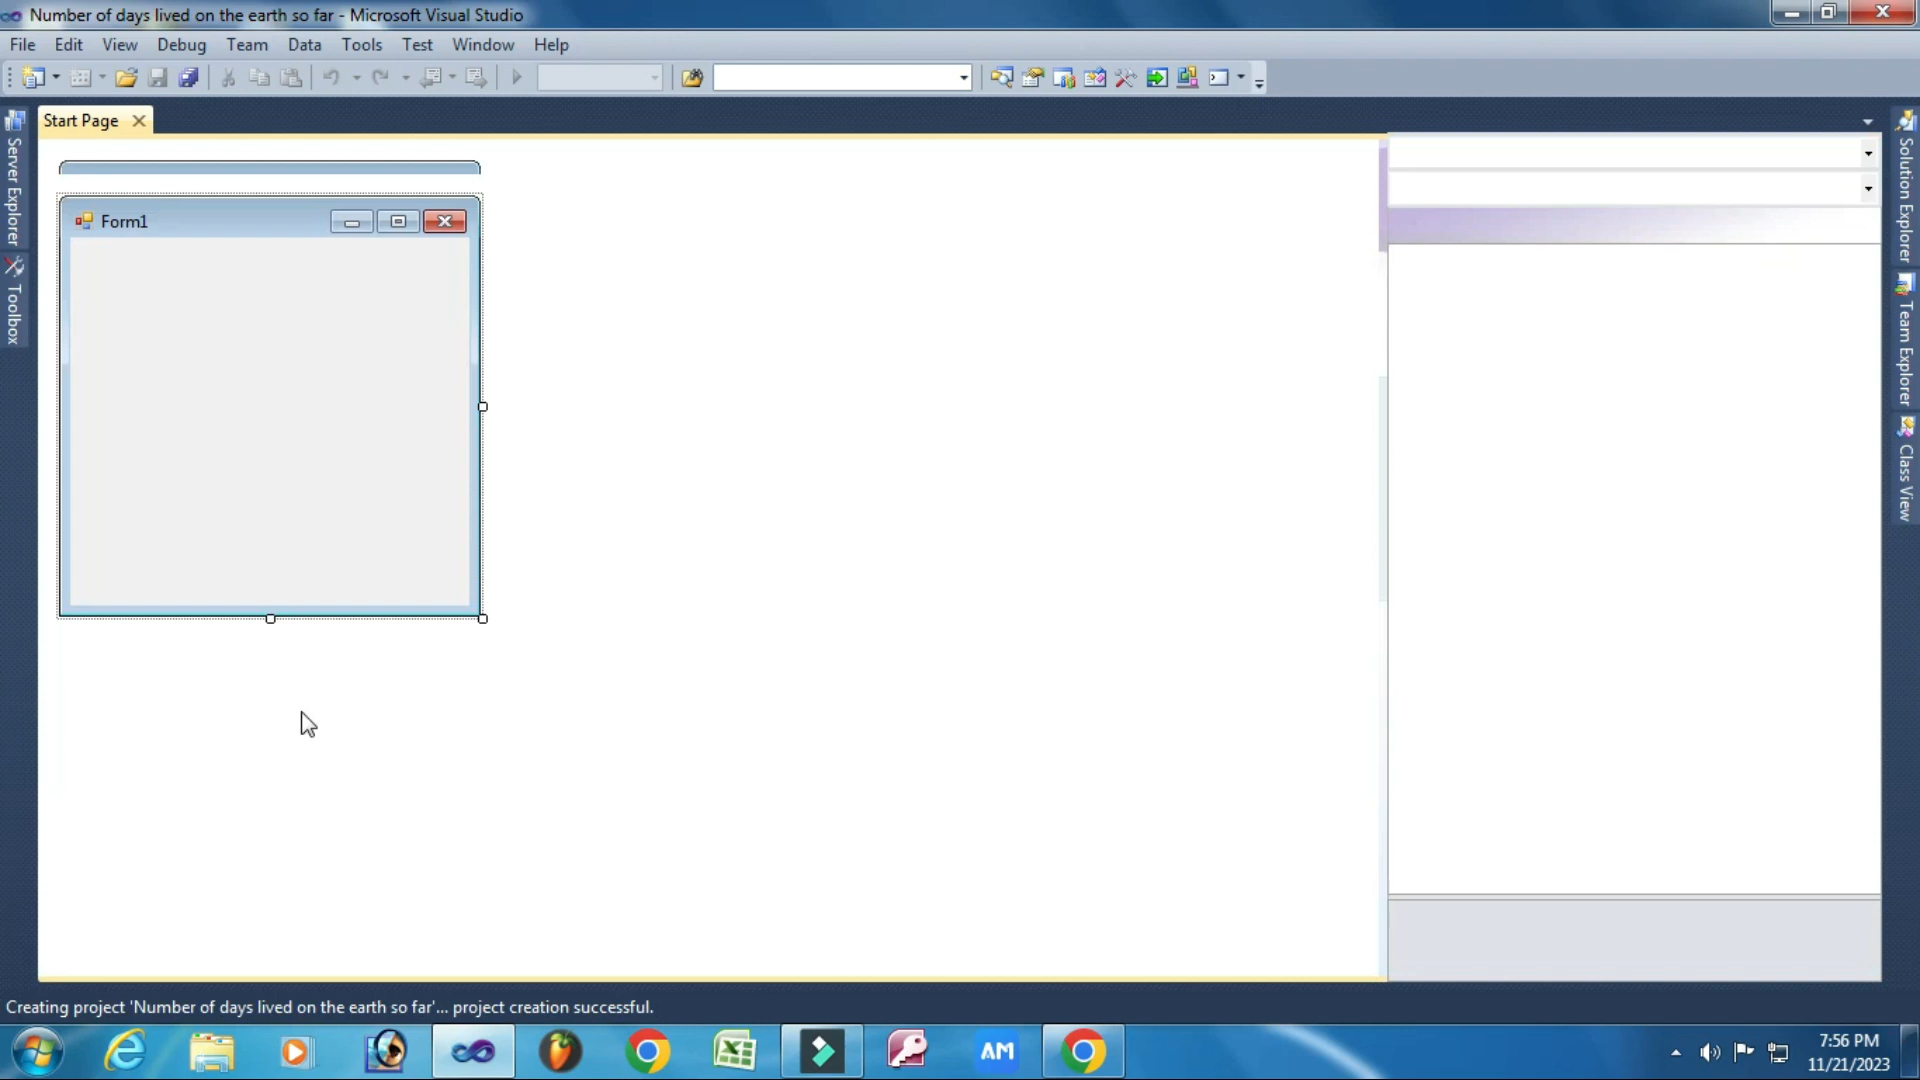 Number of days lived on the earth so far - Microsoft Visual Studio
File Edit View Debug Team Data Tools Test Window Help
Start Page
Server Explorer
Toolbox
Form1
Solution Explorer
Team Explorer
Class View
Creating project 'Number of days lived on the earth so far'... project creation successful.
AM
7:56 PM
11/21/2023